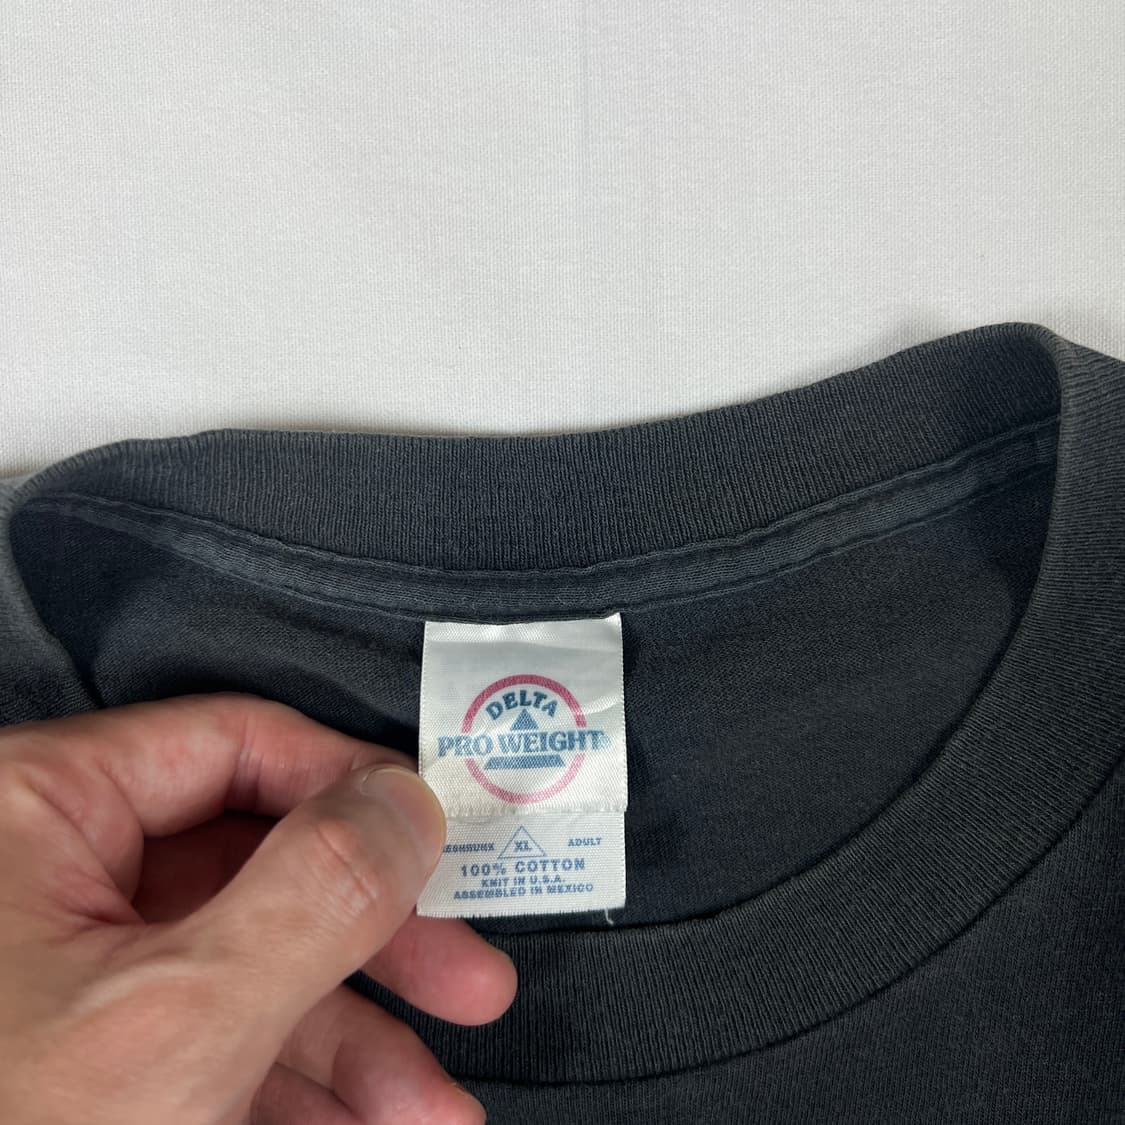 DELTA
PRO WEIGHT®
XL ADULT
100% COTTON
KNIT IN U.S.A.
ASSEMBLED IN MEXICO